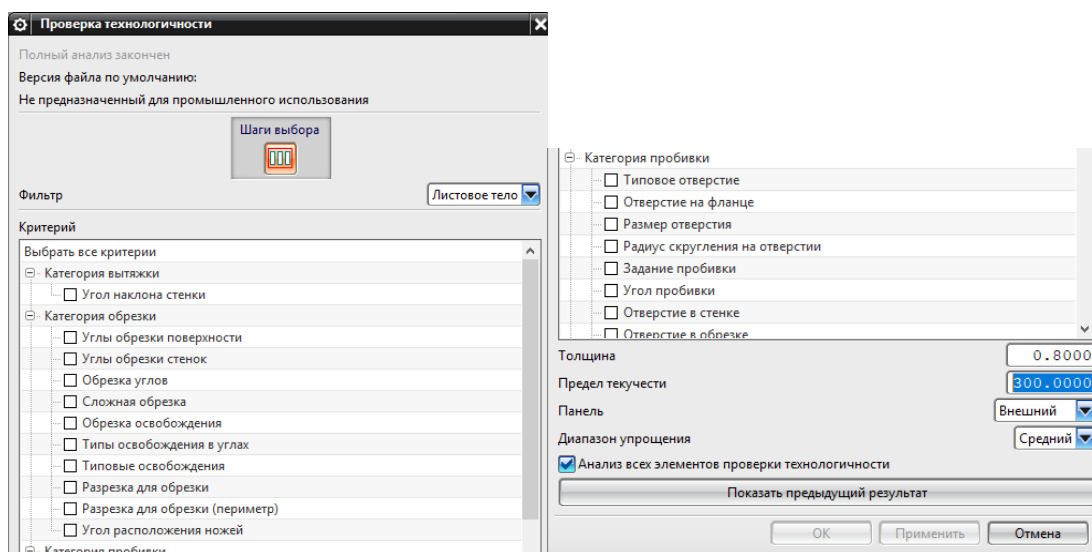 Проверка технологичности
Полный анализ закончен
Версия файла по умолчанию:
Не предназначенный для промышленного использования
Шаги выбора
Фильтр
Листовое тело
Критерий
Выбрать все критерии
Категория вытяжки
Угол наклона стенки
Категория обрезки
Углы обрезки поверхности
Углы обрезки стенок
Обрезка углов
Сложная обрезка
Обрезка освобождения
Типы освобождения в углах
Типовые освобождения
Разрезка для обрезки
Разрезка для обрезки (периметр)
Угол расположения ножей
Категория пробивки
Категория пробивки
Типовое отверстие
Отверстие на фланце
Размер отверстия
Радиус скругления на отверстии
Задание пробивки
Угол пробивки
Отверстие в стенке
Отверстие в обрезке
Толщина 0.8000
Предел текучести 300.0000
Панель Внешний
Диапазон упрощения Средний
Анализ всех элементов проверки технологичности
Показать предыдущий результат
ОК Применить Отмена